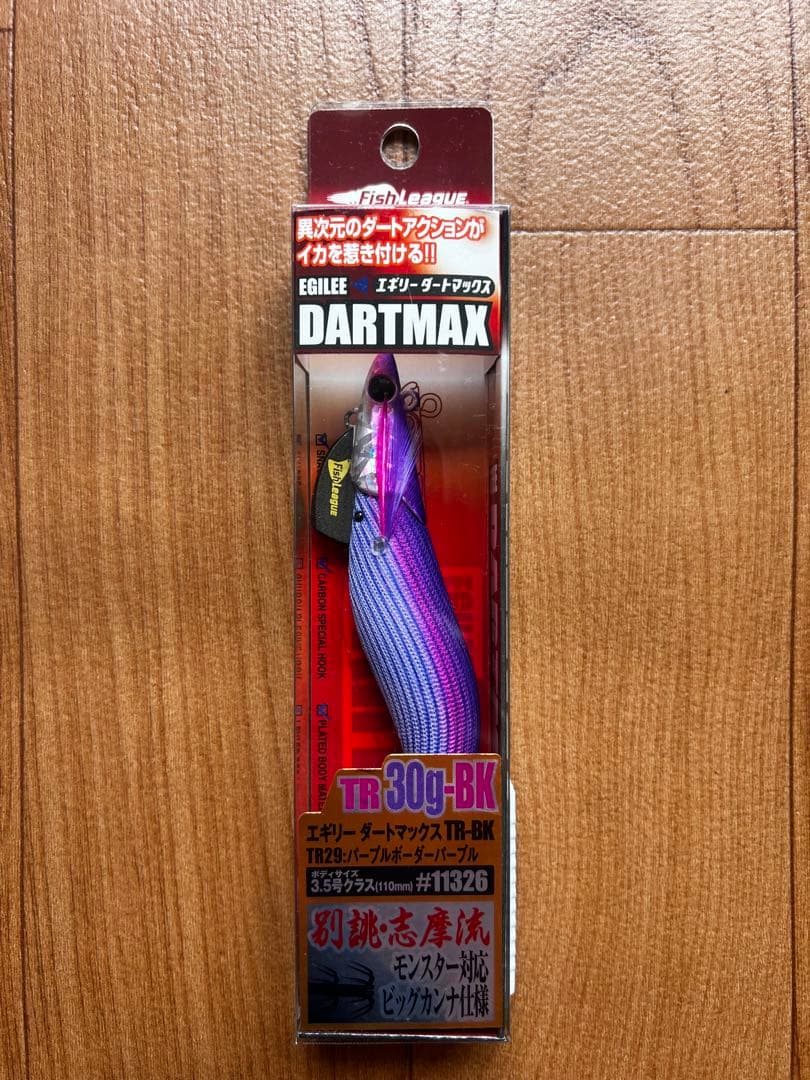 FishLeague
異次元のダートアクションが
イカを惹き付ける!!
EGILEE エギリー ダートマックス
DARTMAX
FishLeague
CARBON SPECIAL HOOK
PLATED BODY MATE
TR 30g-BK
エギリー ダートマックス TR-BK
TR29:パープルボーダーパープル
ボディサイズ
3.5号クラス(110mm) #11326
別誂・志摩流
モンスター対応
ビッグカンナ仕様